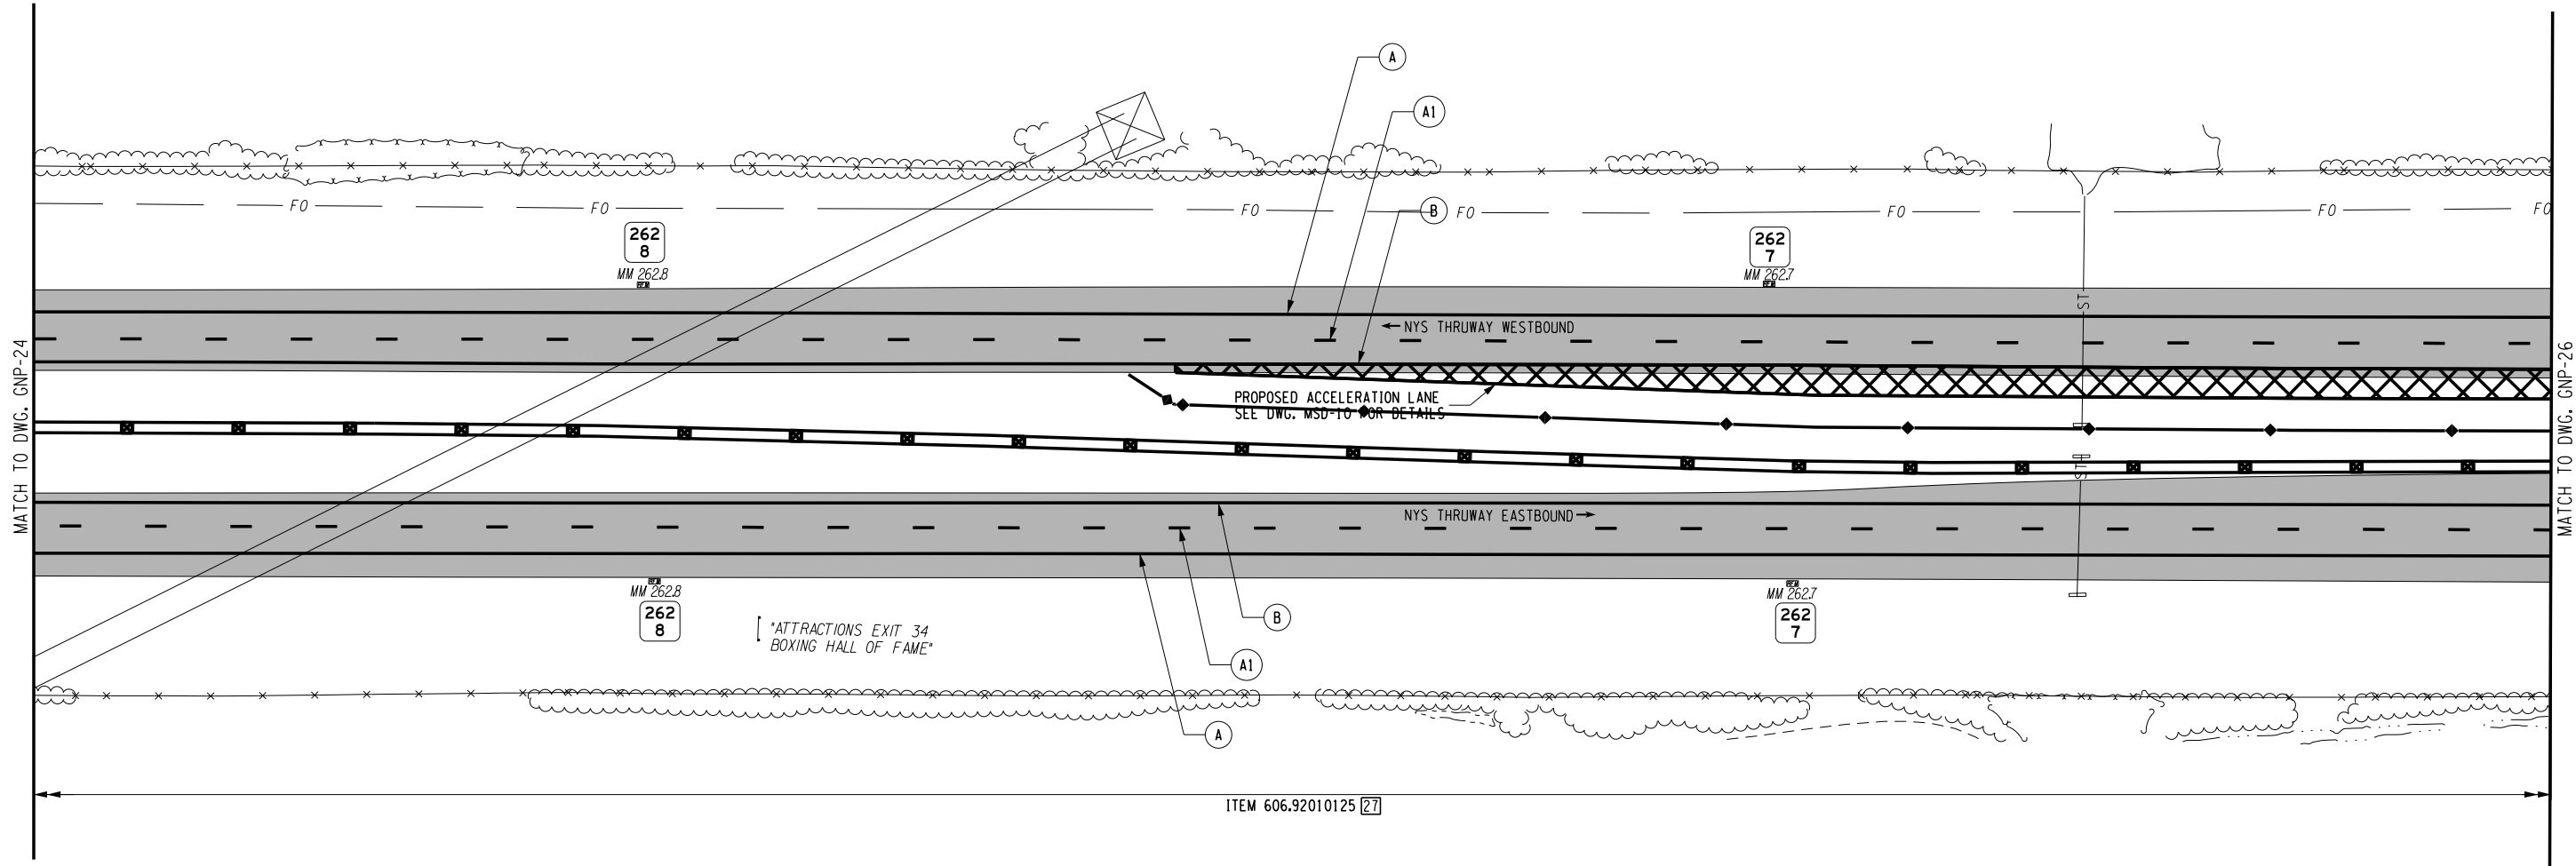 A
A1
B
FO
FO
FO
FO
FO
FO
FO
262
8
MM 262.8
262
7
MM 262.7
ST
← NYS THRUWAY WESTBOUND
MATCH TO DWG. GNP-24
MATCH TO DWG. GNP-26
PROPOSED ACCELERATION LANE
SEE DWG. MSD-10 FOR DETAILS
STH
NYS THRUWAY EASTBOUND →
MM 262.8
262
8
MM 262.7
262
7
"ATTRACTIONS EXIT 34
BOXING HALL OF FAME"
B
A1
A
ITEM 606.92010125 27